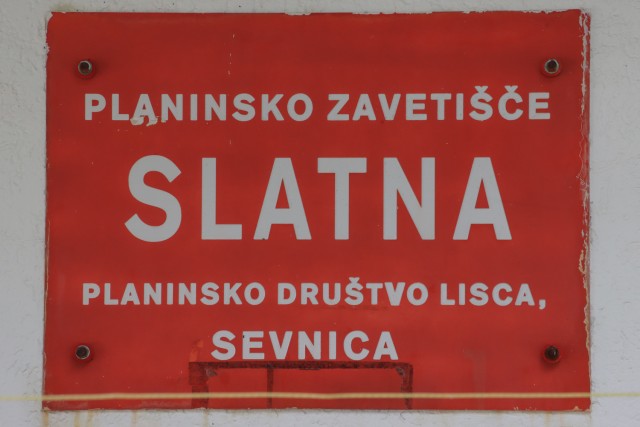 PLANINSKO ZAVETIŠČE
SLATNA
PLANINSKO DRUŠTVO LISCA,
SEVNICA